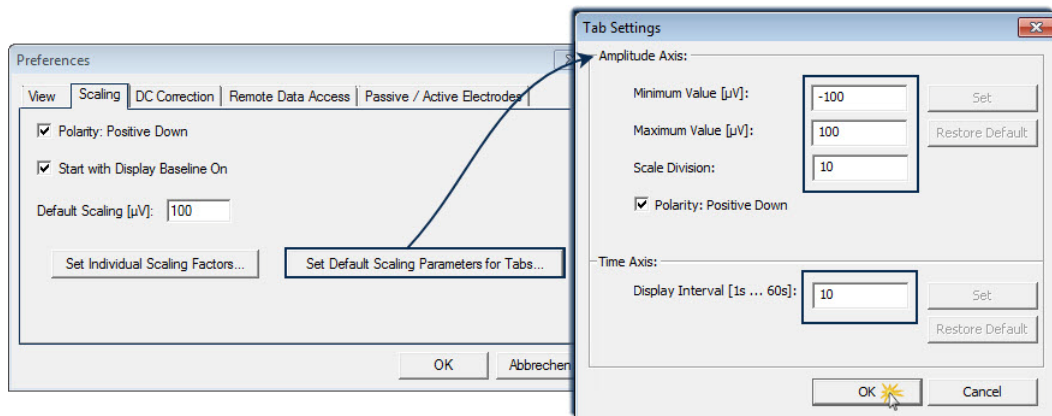 Preferences
View Scaling DC Correction Remote Data Access Passive / Active Electrodes
Polarity: Positive Down
Start with Display Baseline On
Default Scaling [µV]: 100
Set Individual Scaling Factors... Set Default Scaling Parameters for Tabs...
OK Abbrechen
Tab Settings
Amplitude Axis:
Minimum Value [µV]: -100 Set
Maximum Value [µV]: 100 Restore Default
Scale Division: 10
Polarity: Positive Down
Time Axis:
Display Interval [1s ... 60s]: 10 Set
Restore Default
OK Cancel